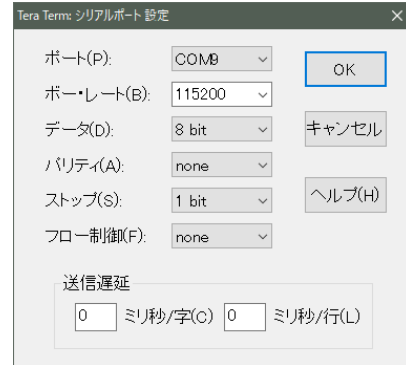 Tera Term: シリアルポート 設定
ポート(P): COM9 OK
ボー・レート(B): 115200
データ(D): 8 bit キャンセル
パリティ(A): none
ストップ(S): 1 bit ヘルプ(H)
フロー制御(F): none
送信遅延
0 ミリ秒/字(C) 0 ミリ秒/行(L)